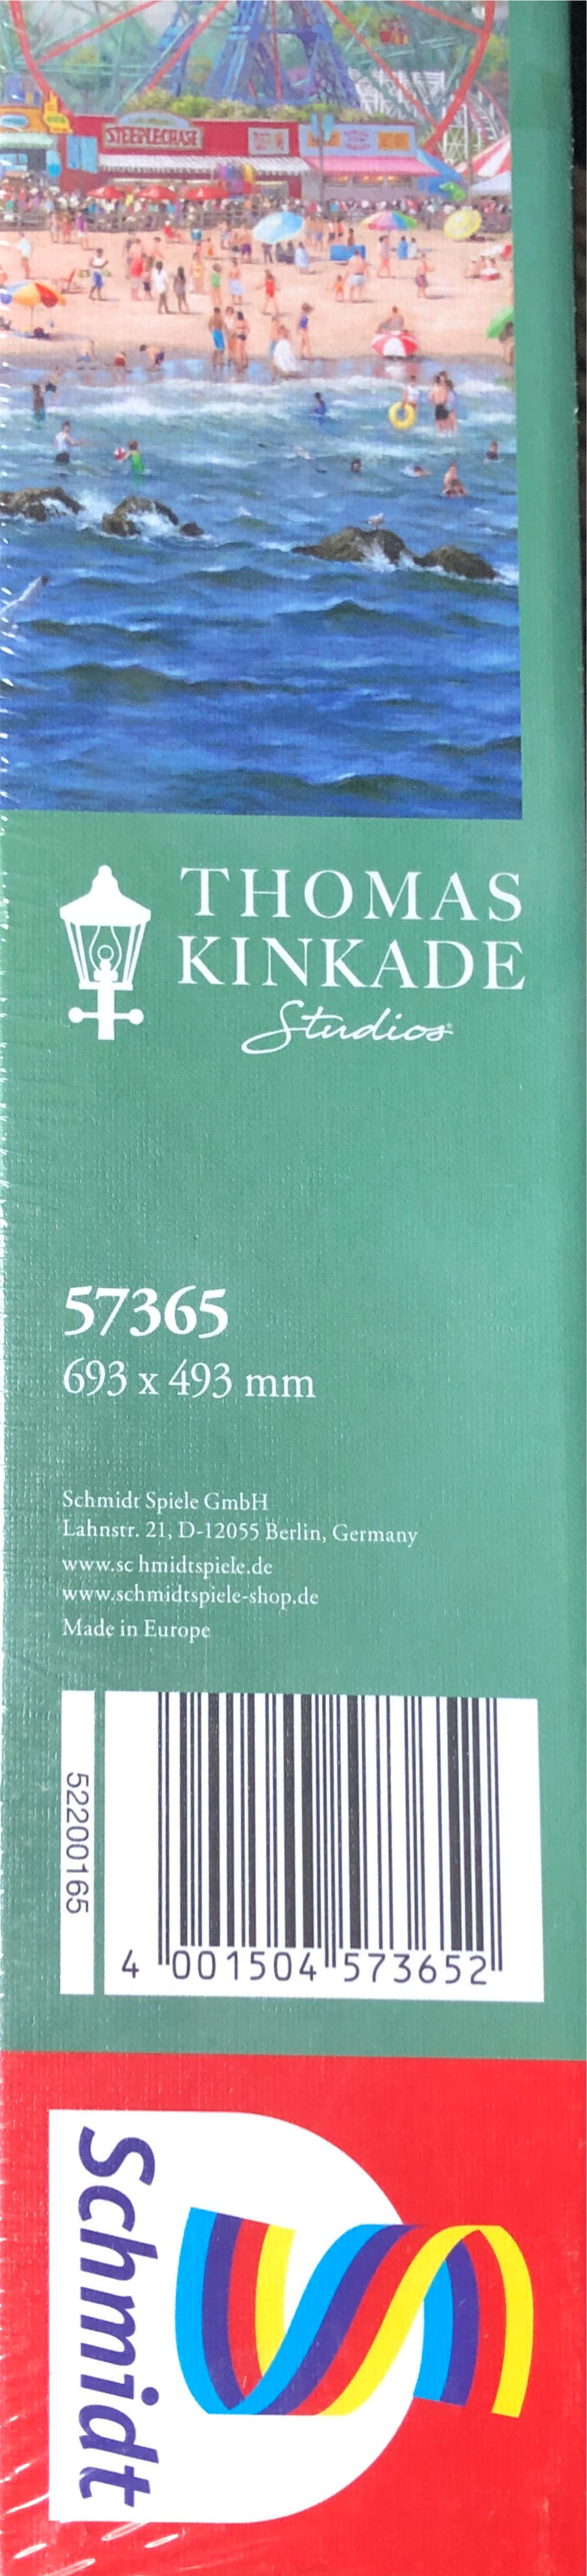 STEEPLECHASE
THOMAS
KINKADE
Studios®
57365
693 x 493 mm
Schmidt Spiele GmbH
Lahnstr. 21, D-12055 Berlin, Germany
www.sc hmidtspiele.de
www.schmidtspiele-shop.de
Made in Europe
52200165
4 001504 573652
Schmidt